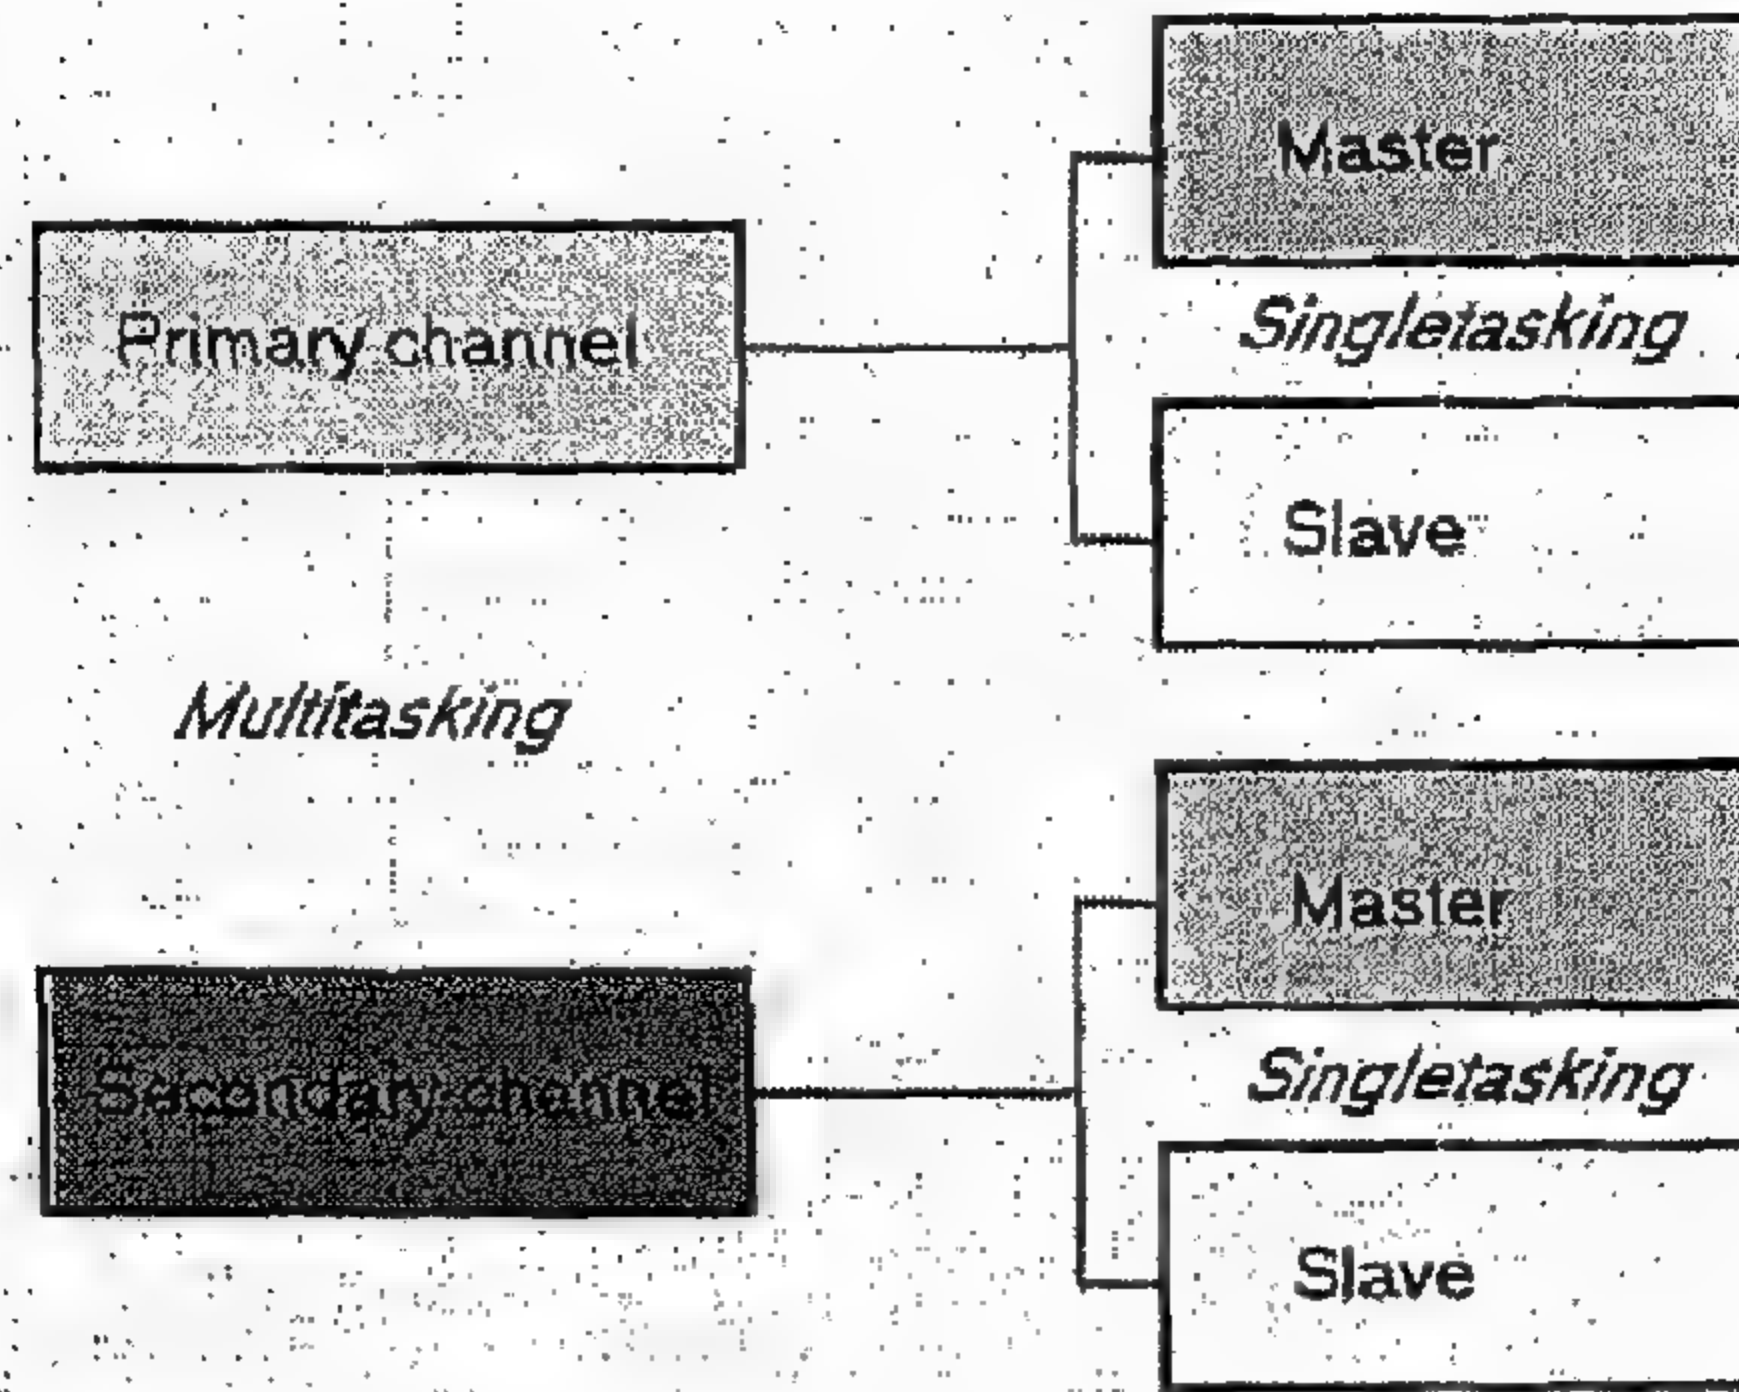 Master
Primary channel
Singletasking
Slave
Multitasking
Master
Secondary channel
Singletasking
Slave